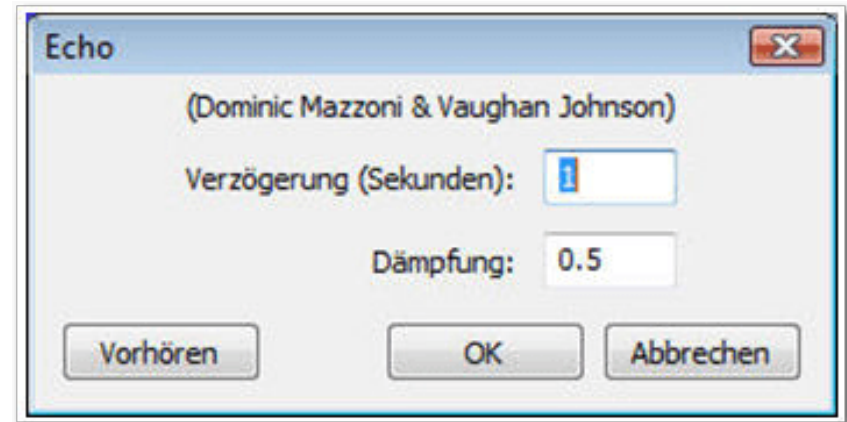 Echo
(Dominic Mazzoni & Vaughan Johnson)
Verzögerung (Sekunden): 1
Dämpfung: 0.5
Vorhören OK Abbrechen